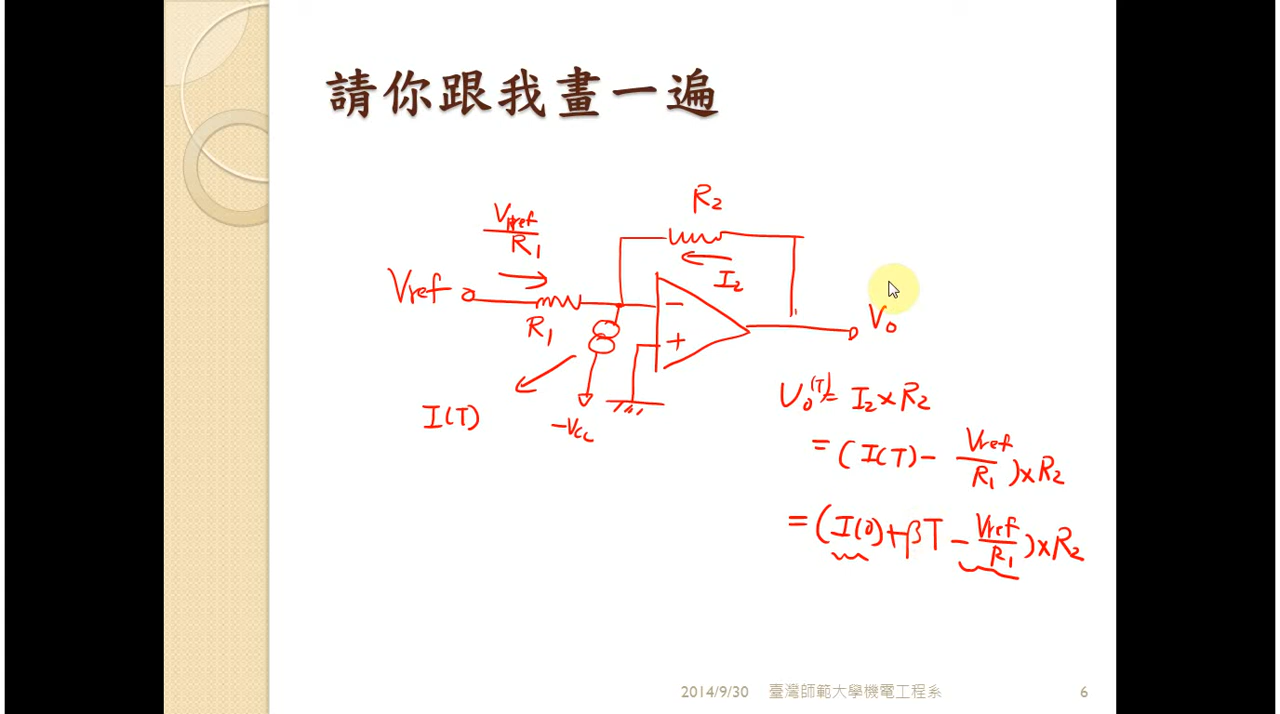 請你跟我畫一遍
R2
Vref
R1
I2
Vref
R1
−
+
Vo
I(T)
−Vcc
Vo(T) = I2×R2
= (I(T) − Vref/R1)×R2
= (I(0)+βT − Vref/R1)×R2
2014/9/30 臺灣師範大學機電工程系 6